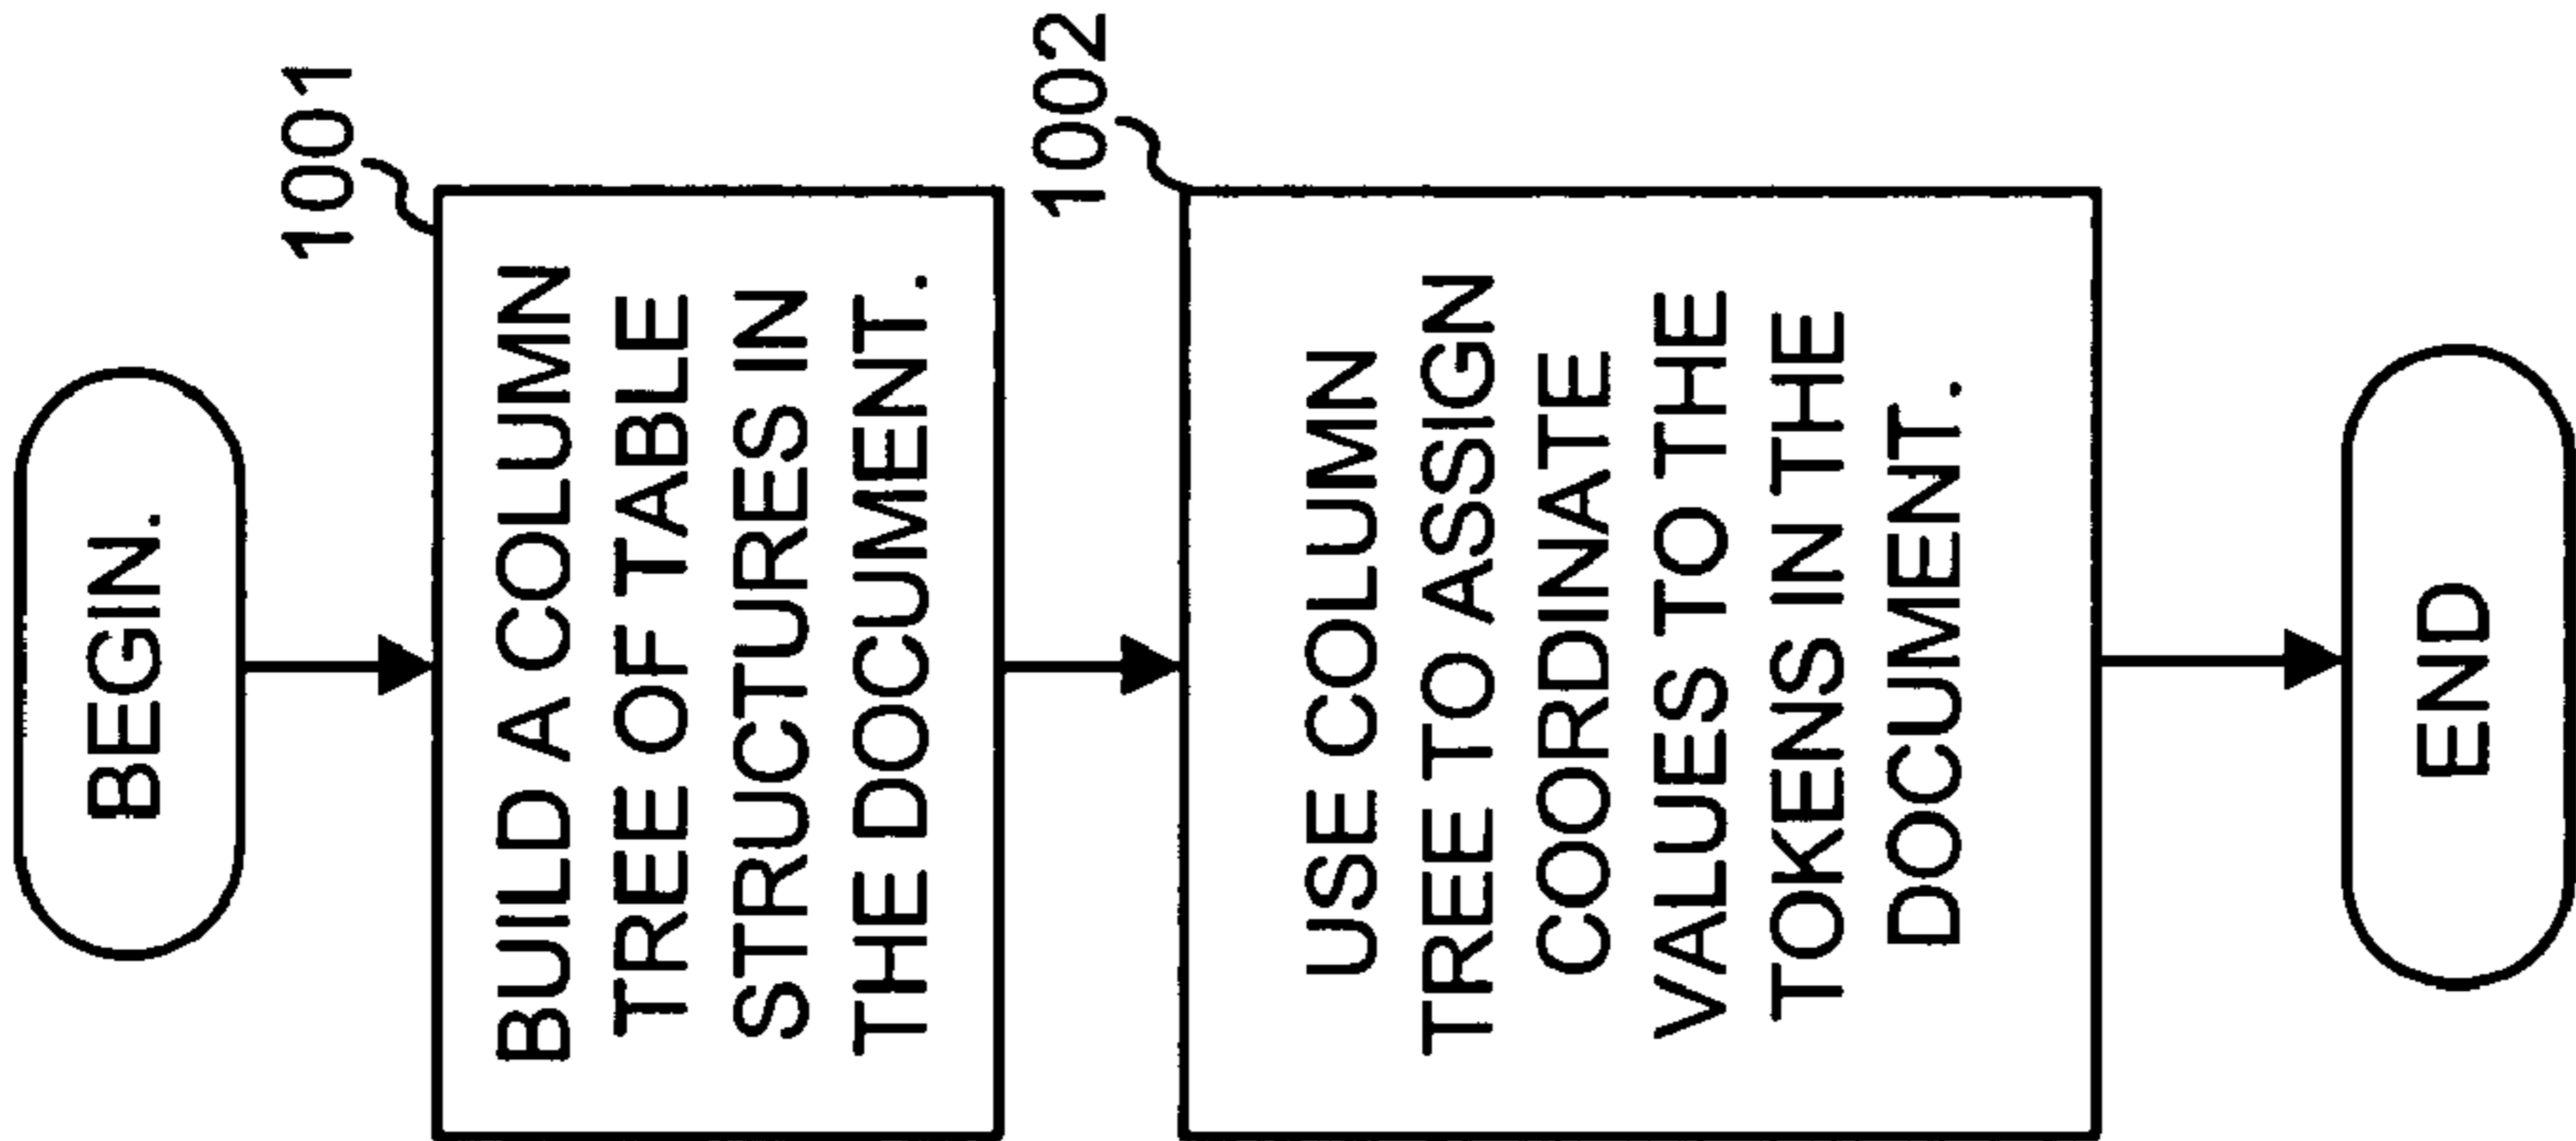 BEGIN.
1001
BUILD A COLUMN
TREE OF TABLE
STRUCTURES IN
THE DOCUMENT.
1002
USE COLUMN
TREE TO ASSIGN
COORDINATE
VALUES TO THE
TOKENS IN THE
DOCUMENT.
END